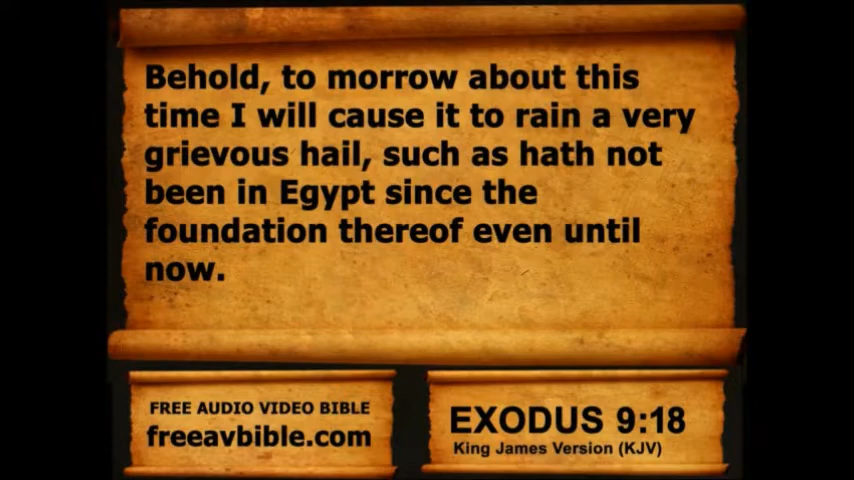 Behold, to morrow about this
time I will cause it to rain a very
grievous hail, such as hath not
been in Egypt since the
foundation thereof even until
now.
FREE AUDIO VIDEO BIBLE
freeavbible.com
EXODUS 9:18
King James Version (KJV)